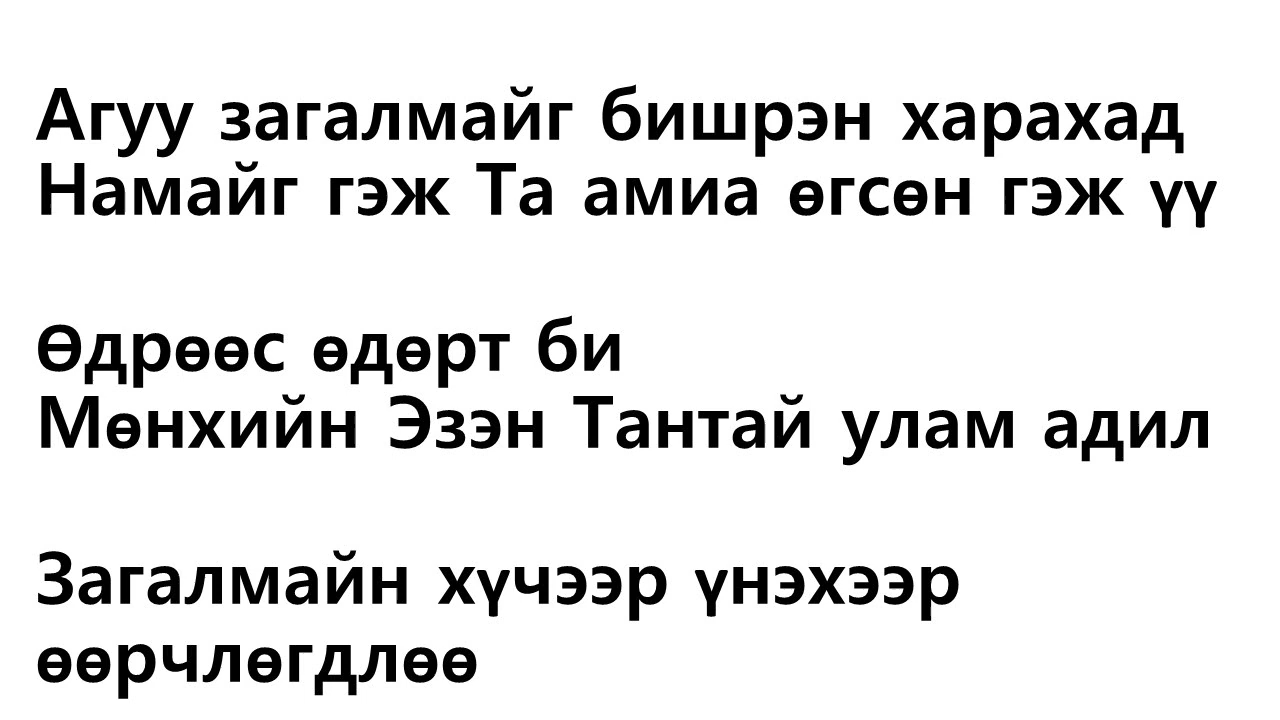 Агуу загалмайг бишрэн харахад
Намайг гэж Та амиа өгсөн гэж үү
Өдрөөс өдөрт би
Мөнхийн Эзэн Тантай улам адил
Загалмайн хүчээр үнэхээр
өөрчлөгдлөө